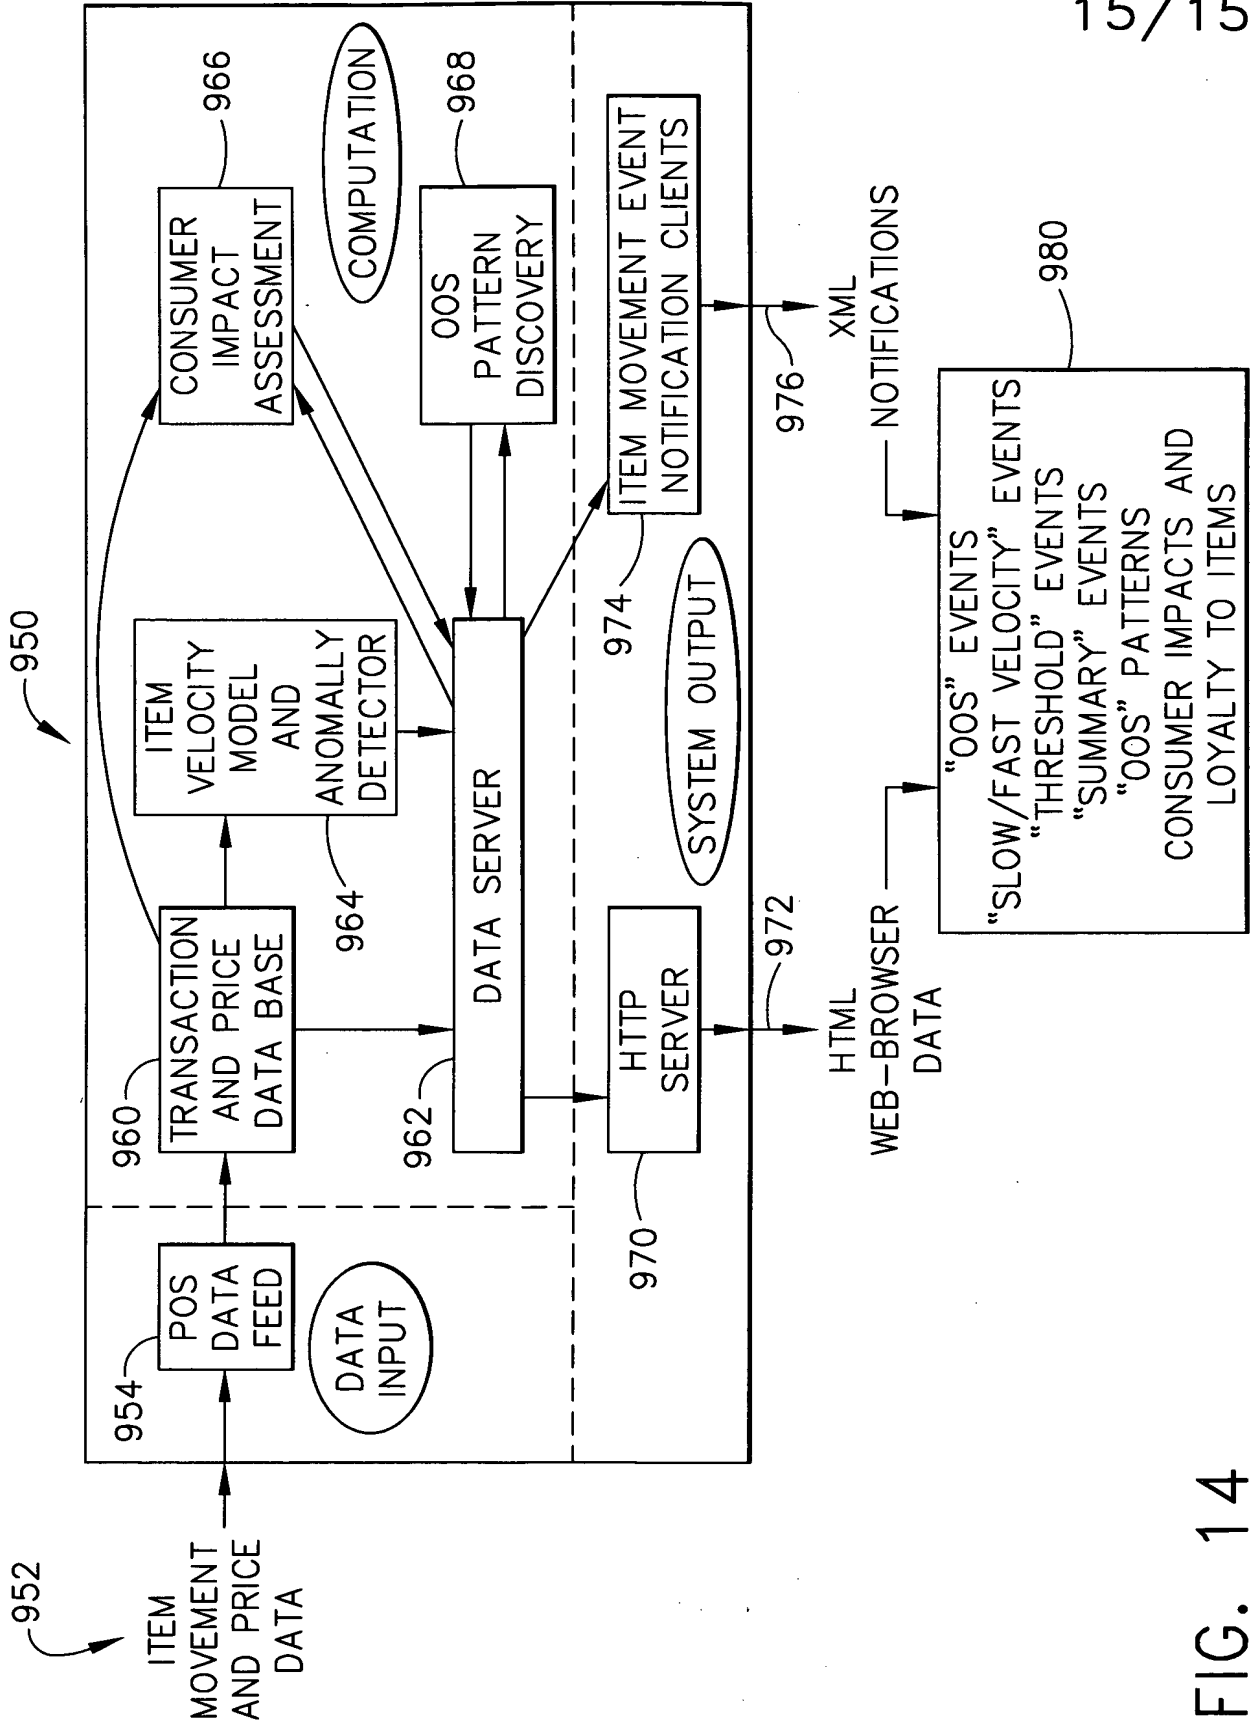 15/15
950
952
ITEM
MOVEMENT
AND PRICE
DATA
954
POS
DATA
FEED
DATA
INPUT
960
TRANSACTION
AND PRICE
DATA BASE
ITEM
VELOCITY
MODEL
AND
ANOMALLY
DETECTOR
964
CONSUMER
IMPACT
ASSESSMENT
966
COMPUTATION
962
DATA SERVER
OOS
PATTERN
DISCOVERY
968
970
HTTP
SERVER
SYSTEM OUTPUT
974
ITEM MOVEMENT EVENT
NOTIFICATION CLIENTS
972
HTML
WEB-BROWSER
DATA
976
XML
NOTIFICATIONS
980
"OOS" EVENTS
"SLOW/FAST VELOCITY" EVENTS
"THRESHOLD" EVENTS
"SUMMARY" EVENTS
"OOS" PATTERNS
CONSUMER IMPACTS AND
LOYALTY TO ITEMS
FIG. 14